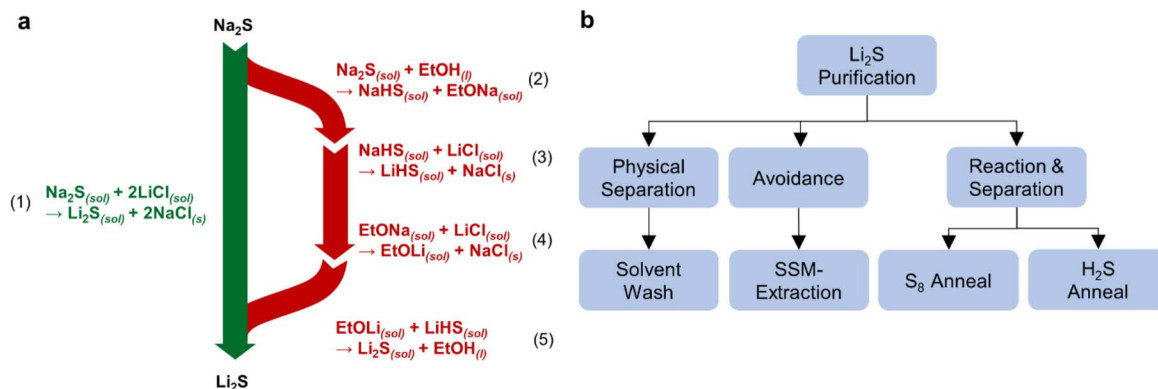 a
Na₂S
Na₂S(sol) + EtOH(l)
→ NaHS(sol) + EtONa(sol)
(2)
NaHS(sol) + LiCl(sol)
→ LiHS(sol) + NaCl(s)
(3)
(1)
Na₂S(sol) + 2LiCl(sol)
→ Li₂S(sol) + 2NaCl(s)
EtONa(sol) + LiCl(sol)
→ EtOLi(sol) + NaCl(s)
(4)
EtOLi(sol) + LiHS(sol)
→ Li₂S(sol) + EtOH(l)
(5)
Li₂S
b
Li₂S
Purification
Physical
Separation
Avoidance
Reaction &
Separation
Solvent
Wash
SSM-
Extraction
S₈ Anneal
H₂S
Anneal